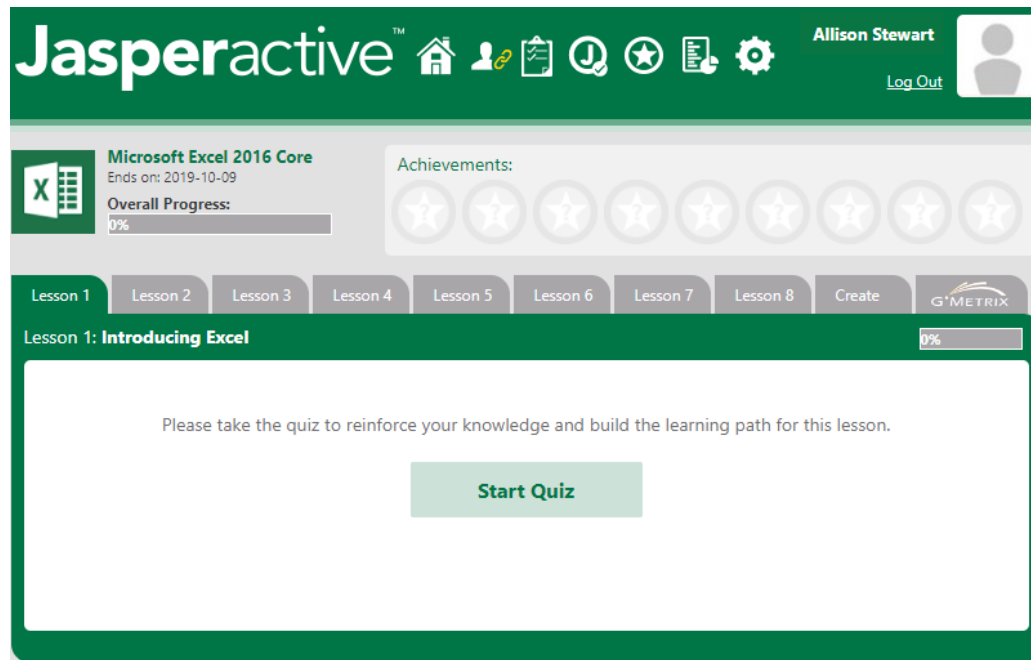 Jasperactive™
Allison Stewart
Log Out
Microsoft Excel 2016 Core
Ends on: 2019-10-09
Overall Progress:
0%
Achievements:
Lesson 1
Lesson 2
Lesson 3
Lesson 4
Lesson 5
Lesson 6
Lesson 7
Lesson 8
Create
G*METRIX
Lesson 1: Introducing Excel
0%
Please take the quiz to reinforce your knowledge and build the learning path for this lesson.
Start Quiz